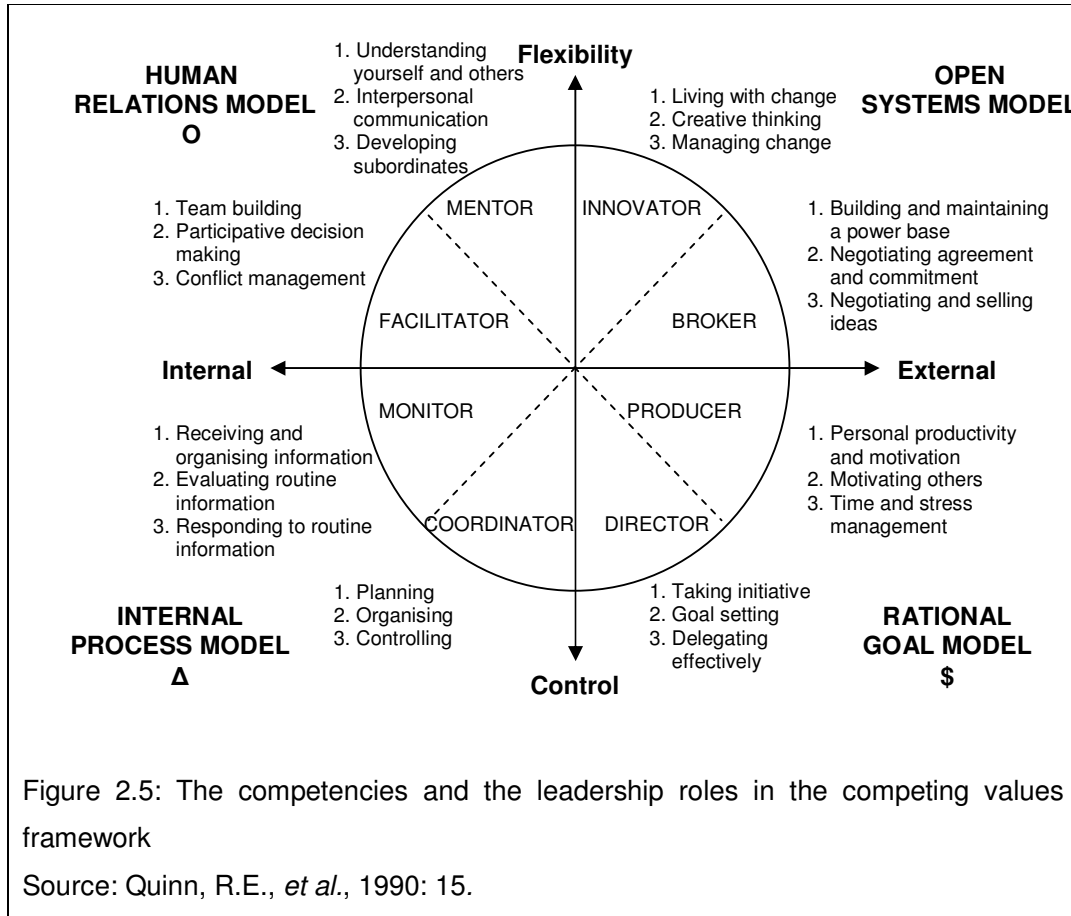 Flexibility
HUMAN
RELATIONS MODEL
O
1. Understanding
yourself and others
2. Interpersonal
communication
3. Developing
subordinates
1. Living with change
2. Creative thinking
3. Managing change
OPEN
SYSTEMS MODEL
1. Team building
2. Participative decision
making
3. Conflict management
MENTOR
INNOVATOR
1. Building and maintaining
a power base
2. Negotiating agreement
and commitment
3. Negotiating and selling
ideas
FACILITATOR
BROKER
Internal
External
MONITOR
PRODUCER
1. Receiving and
organising information
2. Evaluating routine
information
3. Responding to routine
information
1. Personal productivity
and motivation
2. Motivating others
3. Time and stress
management
COORDINATOR
DIRECTOR
INTERNAL
PROCESS MODEL
Δ
1. Planning
2. Organising
3. Controlling
1. Taking initiative
2. Goal setting
3. Delegating
effectively
RATIONAL
GOAL MODEL
$
Control
Figure 2.5: The competencies and the leadership roles in the competing values
framework
Source: Quinn, R.E., et al., 1990: 15.